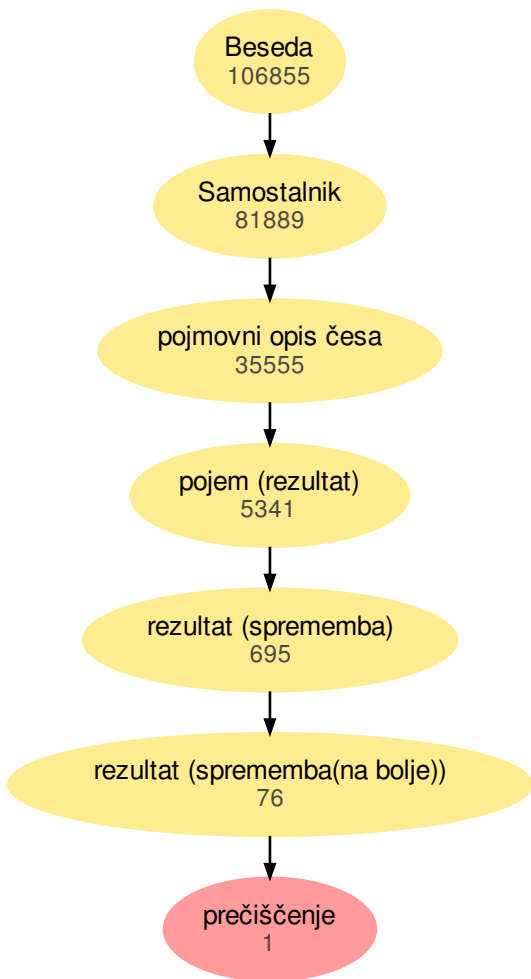 Beseda
106855
Samostalnik
81889
pojmovni opis česa
35555
pojem (rezultat)
5341
rezultat (sprememba)
695
rezultat (sprememba(na bolje))
76
prečiščenje
1